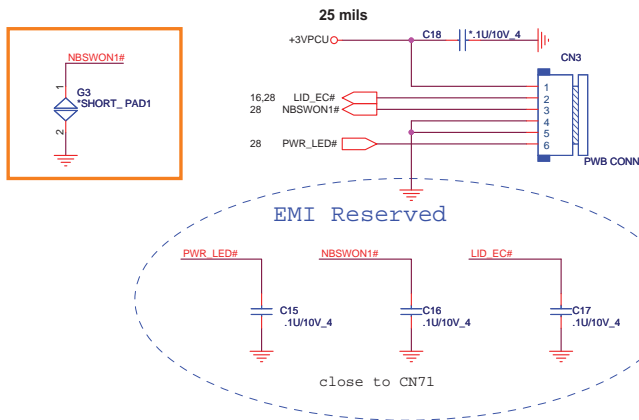 25 mils
NBSWON1#
1
G3
*SHORT_ PAD1
2
+3VPCU
C18
*.1U/10V_4
CN3
16,28 LID_EC#
28 NBSWON1#
28 PWR_LED#
1
2
3
4
5
6
PWB CONN
EMI Reserved
PWR_LED#
NBSWON1#
LID_EC#
C15
.1U/10V_4
C16
.1U/10V_4
C17
.1U/10V_4
close to CN71